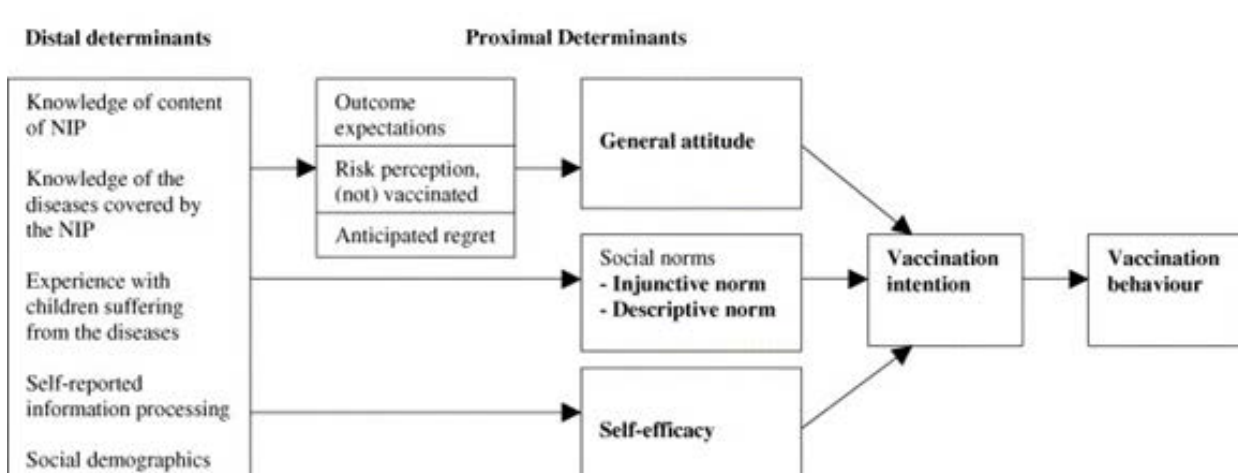 Distal determinants
Proximal Determinants
Knowledge of content
of NIP
Knowledge of the
diseases covered by
the NIP
Experience with
children suffering
from the diseases
Self-reported
information processing
Social demographics
Outcome
expectations
Risk perception,
(not) vaccinated
Anticipated regret
General attitude
Social norms
- Injunctive norm
- Descriptive norm
Self-efficacy
Vaccination
intention
Vaccination
behaviour